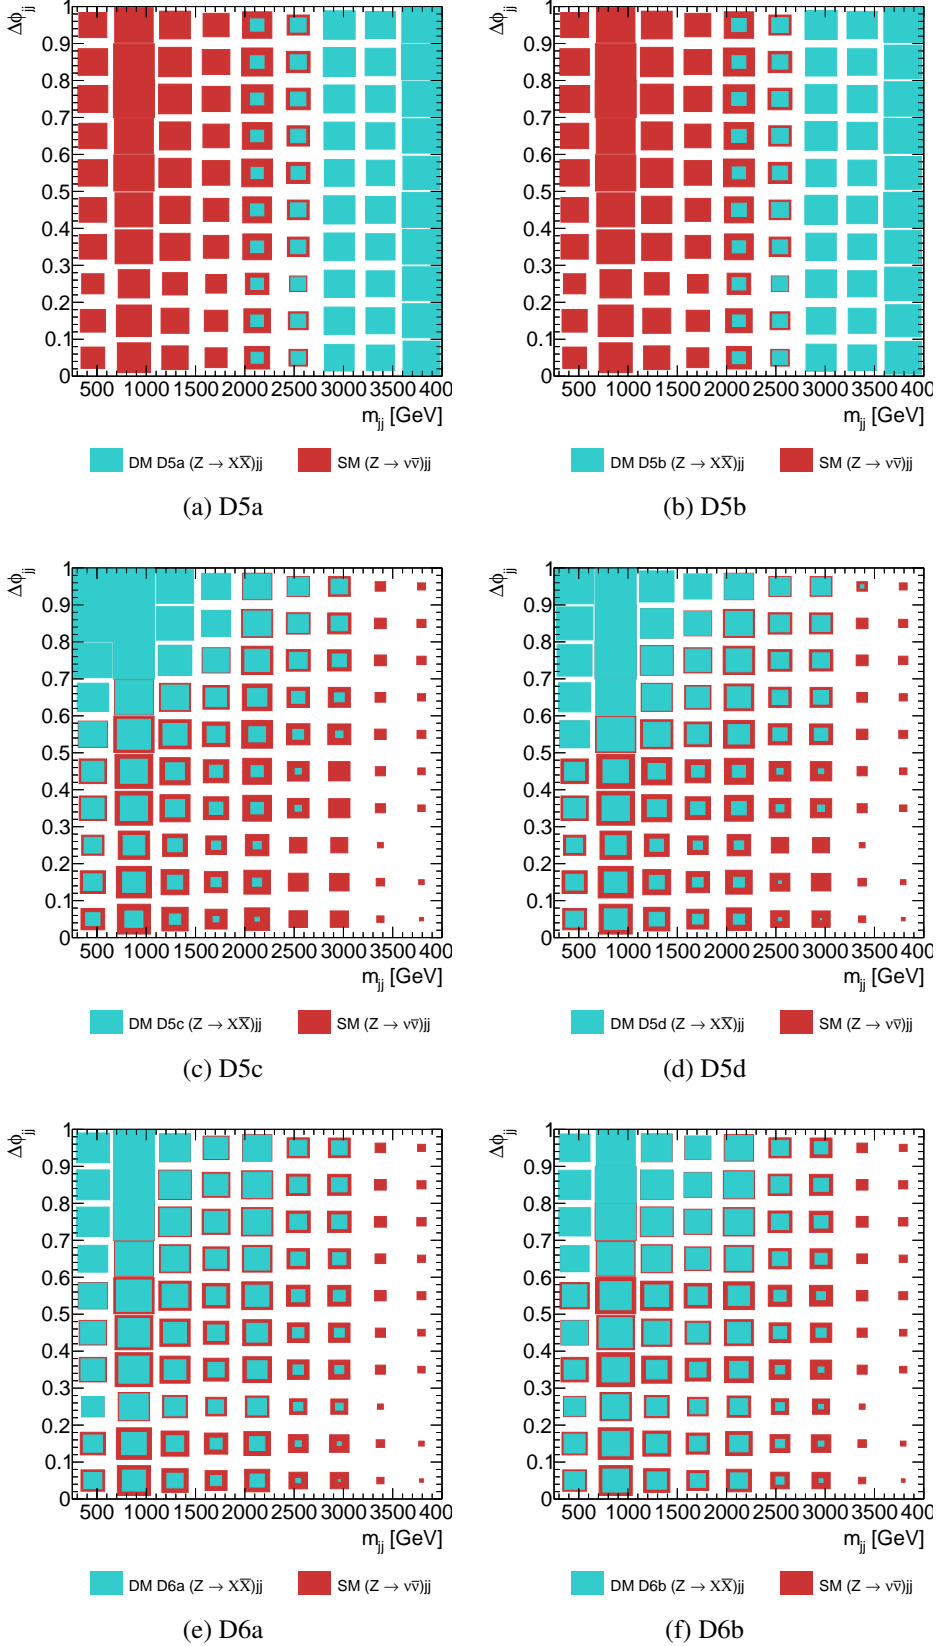 Δϕjj
1
0.9
0.8
0.7
0.6
0.5
0.4
0.3
0.2
0.1
0
500 1000 1500 2000 2500 3000 3500 400
mjj [GeV]
DM D5a (Z → XX̅)jj SM (Z → νν̅)jj
(a) D5a
Δϕjj
1
0.9
0.8
0.7
0.6
0.5
0.4
0.3
0.2
0.1
0
500 1000 1500 2000 2500 3000 3500 400
mjj [GeV]
DM D5b (Z → XX̅)jj SM (Z → νν̅)jj
(b) D5b
Δϕjj
1
0.9
0.8
0.7
0.6
0.5
0.4
0.3
0.2
0.1
0
500 1000 1500 2000 2500 3000 3500 400
mjj [GeV]
DM D5c (Z → XX̅)jj SM (Z → νν̅)jj
(c) D5c
Δϕjj
1
0.9
0.8
0.7
0.6
0.5
0.4
0.3
0.2
0.1
0
500 1000 1500 2000 2500 3000 3500 400
mjj [GeV]
DM D5d (Z → XX̅)jj SM (Z → νν̅)jj
(d) D5d
Δϕjj
1
0.9
0.8
0.7
0.6
0.5
0.4
0.3
0.2
0.1
0
500 1000 1500 2000 2500 3000 3500 400
mjj [GeV]
DM D6a (Z → XX̅)jj SM (Z → νν̅)jj
(e) D6a
Δϕjj
1
0.9
0.8
0.7
0.6
0.5
0.4
0.3
0.2
0.1
0
500 1000 1500 2000 2500 3000 3500 400
mjj [GeV]
DM D6b (Z → XX̅)jj SM (Z → νν̅)jj
(f) D6b